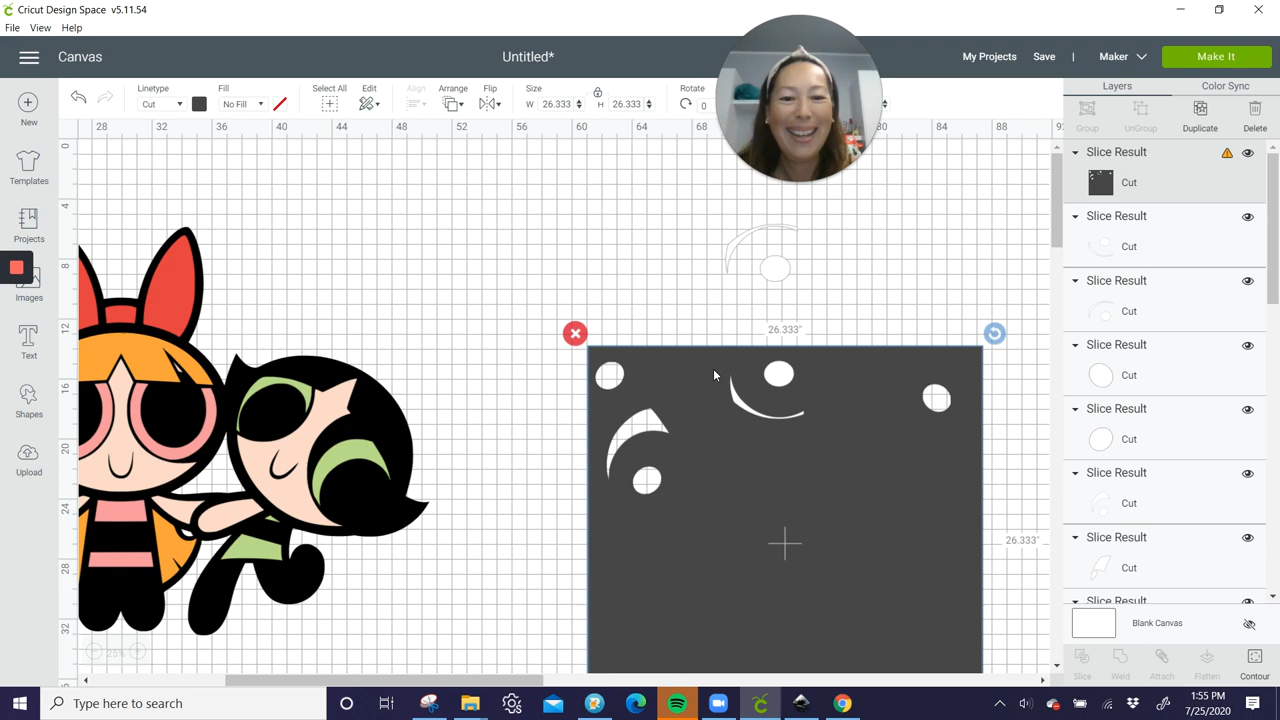 Cricut Design Space v5.11.54
File View Help
Canvas
Untitled*
My Projects Save | Maker Make It
Linetype
Cut
Fill
No Fill
Select All
Edit
Align
Arrange
Flip
Size
W 26.333 H 26.333
Rotate
0
Layers
Color Sync
Group
UnGroup
Duplicate
Delete
28 32 36 40 44 48 52 56 60 64 68 80 84 88
0
4
8
12
16
20
24
28
32
New
Templates
Projects
Images
Text
Shapes
Upload
26.333"
26.333"
25%
Slice Result
Cut
Slice Result
Cut
Slice Result
Cut
Slice Result
Cut
Slice Result
Cut
Slice Result
Cut
Slice Result
Cut
Slice Result
Blank Canvas
Slice
Weld
Attach
Flatten
Contour
Type here to search
1:55 PM
7/25/2020